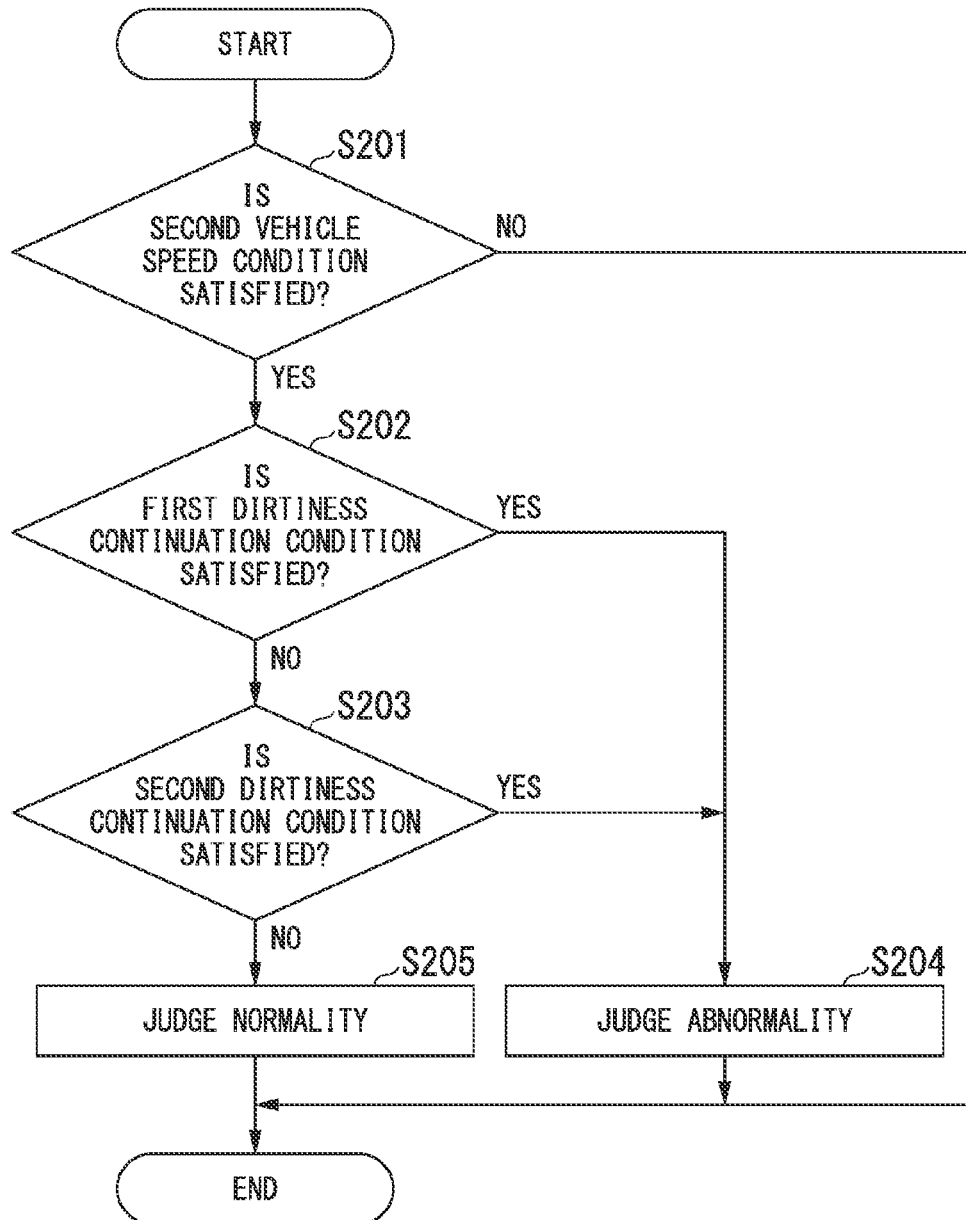 START
S201
IS
SECOND VEHICLE
SPEED CONDITION
SATISFIED?
NO
YES
S202
IS
FIRST DIRTINESS
CONTINUATION CONDITION
SATISFIED?
YES
NO
S203
IS
SECOND DIRTINESS
CONTINUATION CONDITION
SATISFIED?
YES
NO
S205
JUDGE NORMALITY
S204
JUDGE ABNORMALITY
END